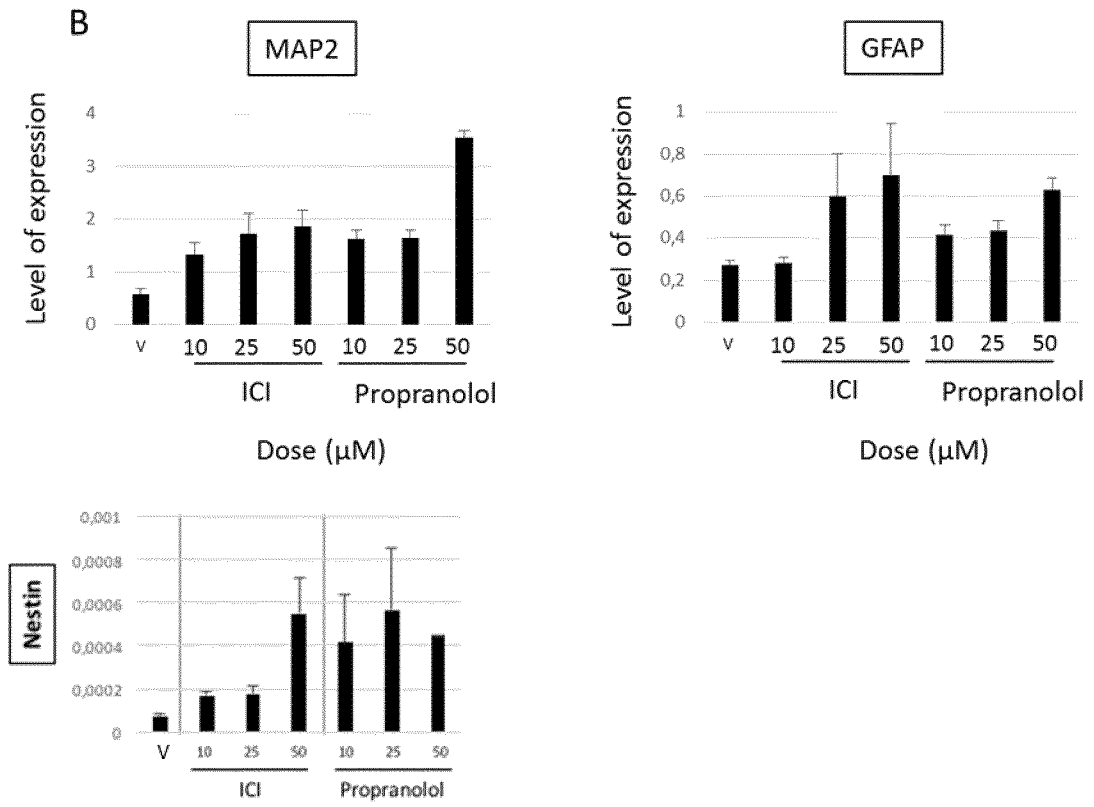 B
MAP2
Level of expression
4
3
2
1
0
V 10 25 50 10 25 50
ICI Propranolol
Dose (µM)
GFAP
Level of expression
1
0,8
0,6
0,4
0,2
0
V 10 25 50 10 25 50
ICI Propranolol
Dose (µM)
Nestin
0,001
0,0008
0,0006
0,0004
0,0002
0
V 10 25 50 10 25 50
ICI Propranolol